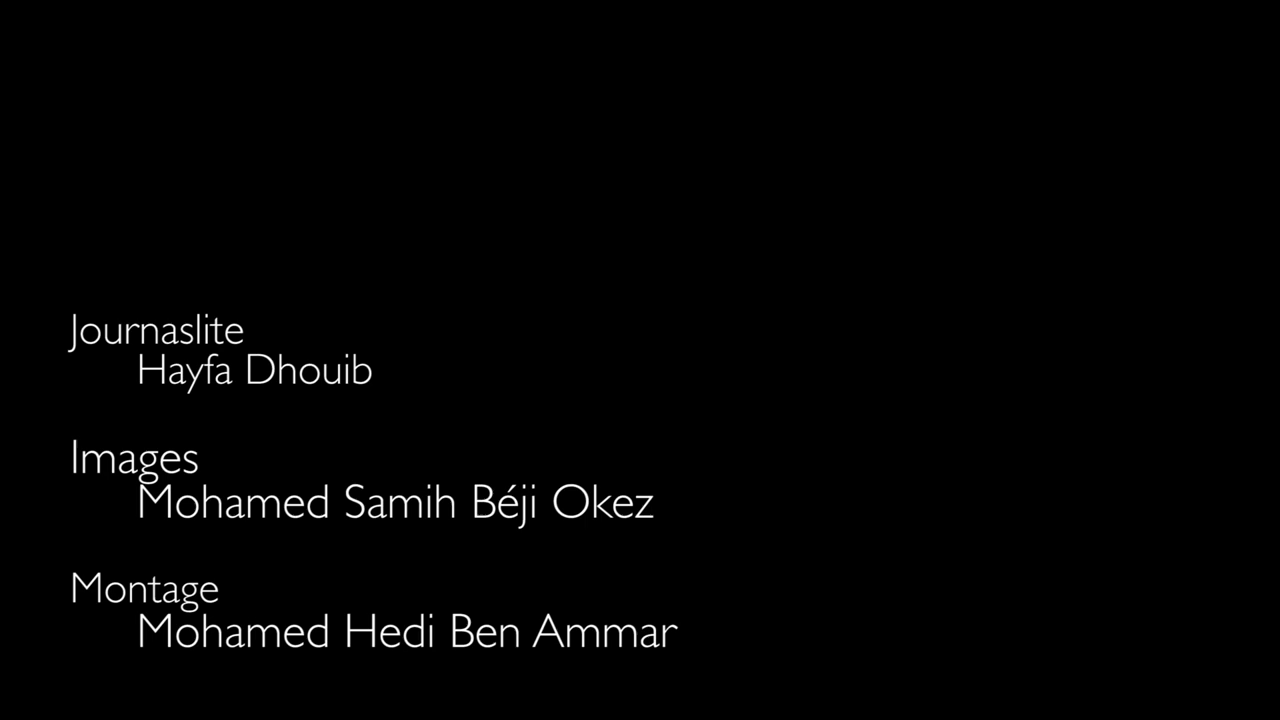 Journaslite
Hayfa Dhouib
Images
Mohamed Samih Béji Okez
Montage
Mohamed Hedi Ben Ammar